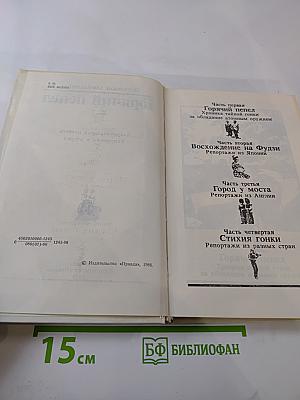 Часть первая
Горячий пепел
Хроника тайной гонки
за обладание атомным оружием
Часть вторая
Восхождение на Фудзи
Репортажи из Японии
Часть третья
Город у моста
Репортажи из Англии
Часть четвертая
Стихия гонки
Репортажи из разных стран
1243-86
© Издательство «Правда», 1986.
15 см
БФ БИБЛИОФАН